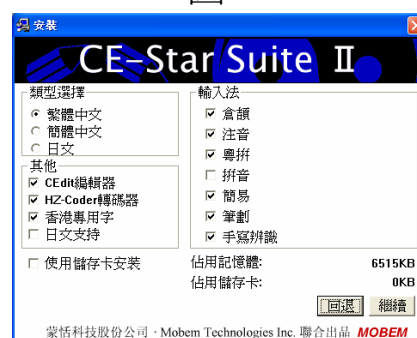 圖
安裝
CE-Star Suite II
類型選擇
繁體中文
簡體中文
日文
其他
CEdit編輯器
HZ-Coder轉碼器
香港專用字
日文支持
使用儲存卡安裝
輸入法
倉頡
注音
粵拼
拼音
簡易
筆劃
手寫辨識
佔用記憶體: 6515KB
佔用儲存卡: 0KB
回退 繼續
蒙恬科技股份公司 · Mobem Technologies Inc. 聯合出品 MOBEM